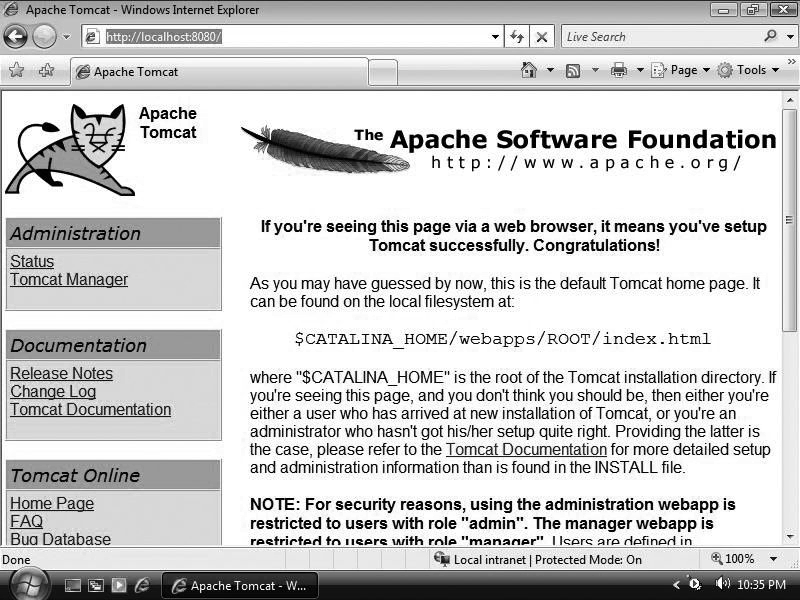 Apache Tomcat - Windows Internet Explorer
http://localhost:8080/
Live Search
Apache Tomcat
Page
Tools
Apache
Tomcat
The Apache Software Foundation
http://www.apache.org/
Administration
Status
Tomcat Manager
Documentation
Release Notes
Change Log
Tomcat Documentation
Tomcat Online
Home Page
FAQ
Bug Database
If you're seeing this page via a web browser, it means you've setup
Tomcat successfully. Congratulations!
As you may have guessed by now, this is the default Tomcat home page. It
can be found on the local filesystem at:
$CATALINA_HOME/webapps/ROOT/index.html
where "$CATALINA_HOME" is the root of the Tomcat installation directory. If
you're seeing this page, and you don't think you should be, then either you're
either a user who has arrived at new installation of Tomcat, or you're an
administrator who hasn't got his/her setup quite right. Providing the latter is
the case, please refer to the Tomcat Documentation for more detailed setup
and administration information than is found in the INSTALL file.
NOTE: For security reasons, using the administration webapp is
restricted to users with role "admin". The manager webapp is
restricted to users with role "manager". Users are defined in
Done
Local intranet | Protected Mode: On
100%
Apache Tomcat - W...
10:35 PM